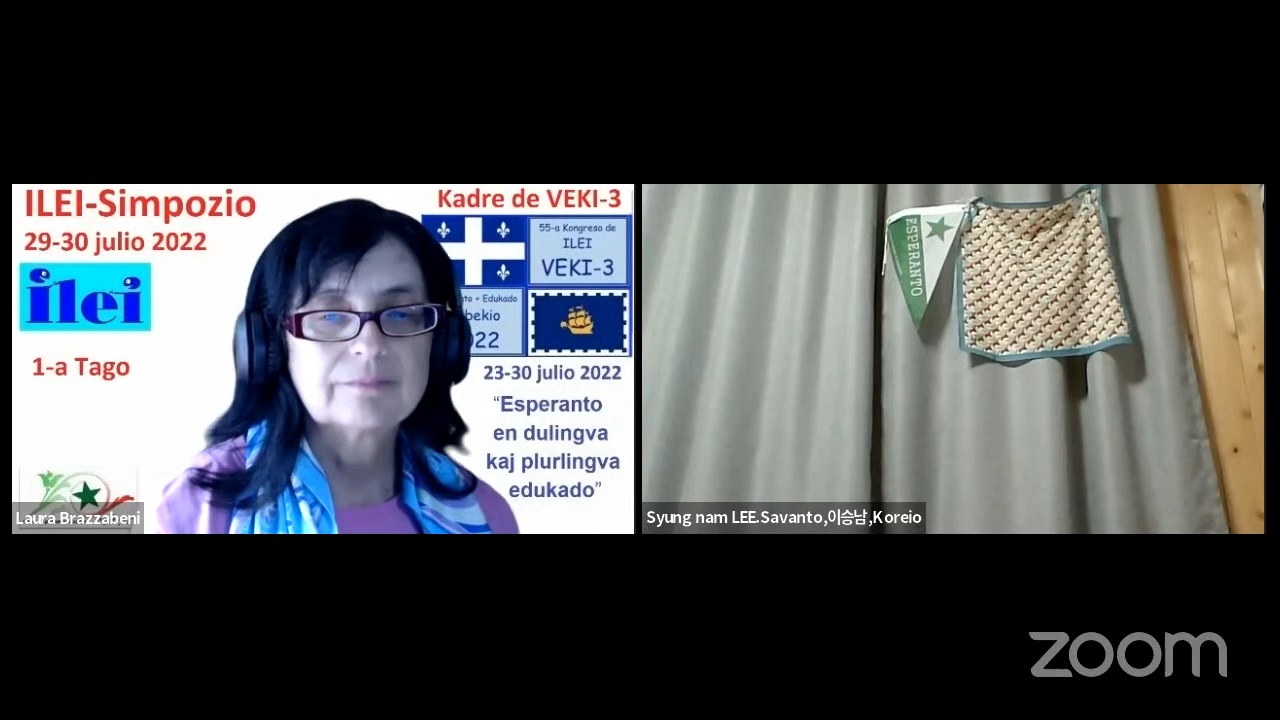 ILEI-Simpozio
29-30 julio 2022
ilei
1-a Tago
Kadre de VEKI-3
55-a Kongreso de
ILEI
VEKI-3
Edukado
2022
23-30 julio 2022
“Esperanto
en dulingva
kaj plurlingva
edukado”
Laura Brazzabeni
ESPERANTO
Syung nam LEE.Savanto,이승남,Koreio
zoom